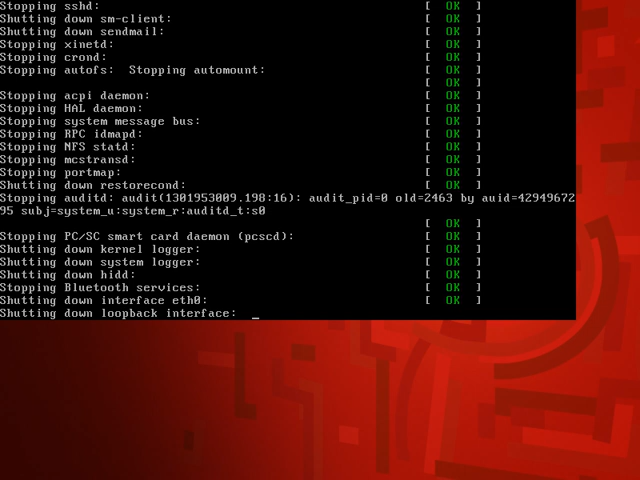 Stopping sshd: [ OK ]
Shutting down sm-client: [ OK ]
Shutting down sendmail: [ OK ]
Stopping xinetd: [ OK ]
Stopping crond: [ OK ]
Stopping autofs:  Stopping automount: [ OK ]
[ OK ]
Stopping acpi daemon: [ OK ]
Stopping HAL daemon: [ OK ]
Stopping system message bus: [ OK ]
Stopping RPC idmapd: [ OK ]
Stopping NFS statd: [ OK ]
Stopping mcstransd: [ OK ]
Stopping portmap: [ OK ]
Shutting down restorecond: [ OK ]
Stopping auditd: audit(1301953009.198:16): audit_pid=0 old=2463 by auid=42949672
95 subj=system_u:system_r:auditd_t:s0
[ OK ]
Stopping PC/SC smart card daemon (pcscd): [ OK ]
Shutting down kernel logger: [ OK ]
Shutting down system logger: [ OK ]
Shutting down hidd: [ OK ]
Stopping Bluetooth services: [ OK ]
Shutting down interface eth0: [ OK ]
Shutting down loopback interface: _